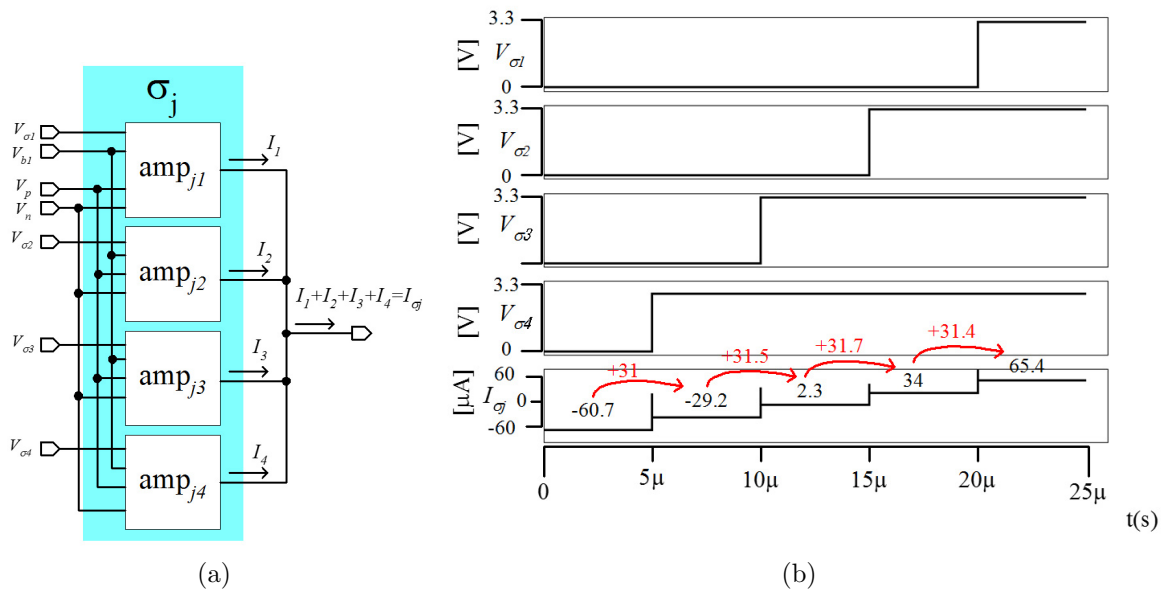 σj
Vσ1
Vb1
Vp
Vn
Vσ2
Vσ3
Vσ4
ampj1
ampj2
ampj3
ampj4
I1
I2
I3
I4
I1+I2+I3+I4=Iσj
(a)
[V] Vσ1 3.3 0
[V] Vσ2 3.3 0
[V] Vσ3 3.3 0
[V] Vσ4 3.3 0
+31 +31.5 +31.7 +31.4
[µA] Iσj 60 0 -60
-60.7 -29.2 2.3 34 65.4
0 5µ 10µ 15µ 20µ 25µ
t(s)
(b)